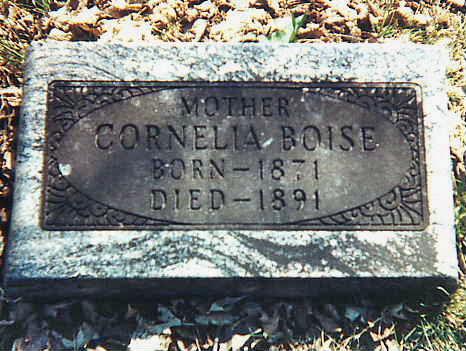 MOTHER
CORNELIA BOISE
BORN-1871
DIED-1891